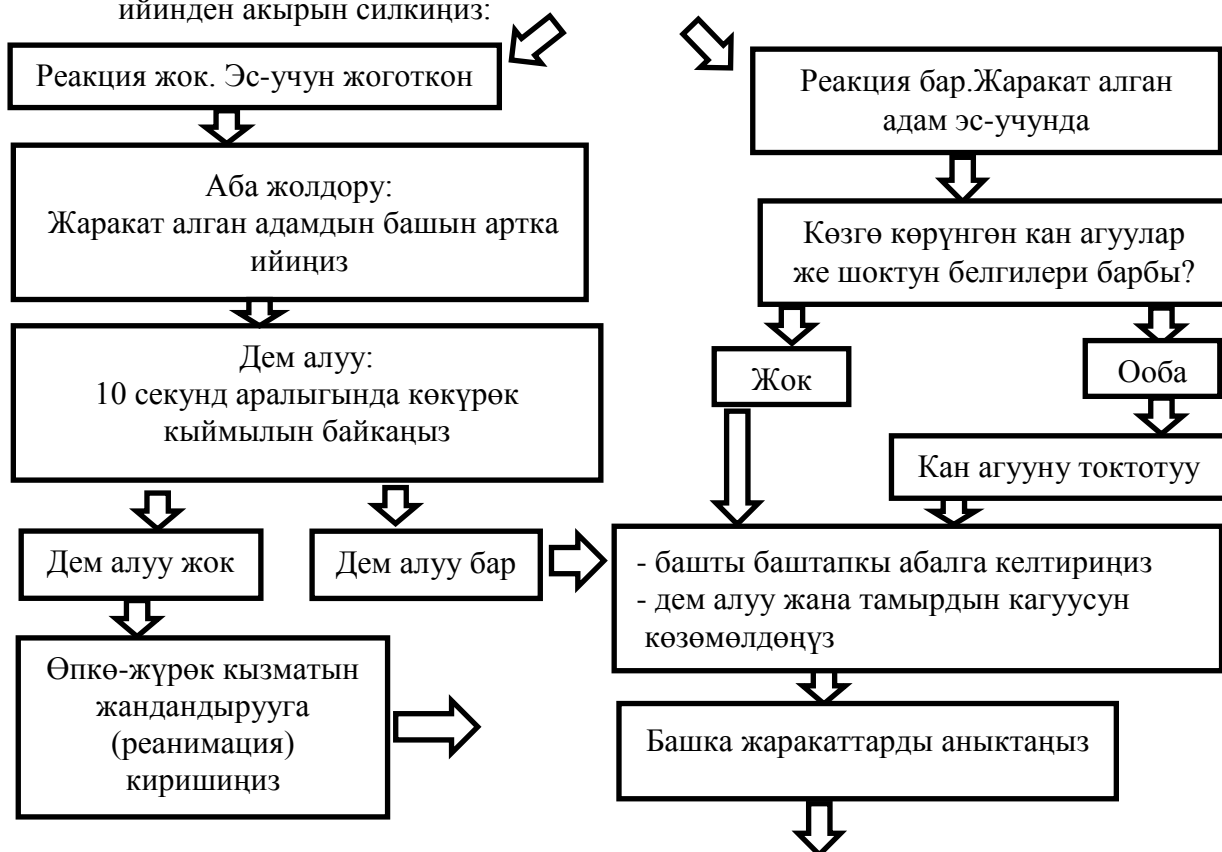 ийинден акырын силкиңиз:
Реакция жок. Эс-учун жоготкон
Аба жолдору:
Жаракат алган адамдын башын артка
ийиңиз
Дем алуу:
10 секунд аралыгында көкүрөк
кыймылын байкаңыз
Дем алуу жок
Дем алуу бар
Өпкө-жүрөк кызматын
жандандырууга
(реанимация)
киришиңиз
Реакция бар.Жаракат алган
адам эс-учунда
Көзгө көрүнгөн кан агуулар
же шоктун белгилери барбы?
Жок
Ооба
Кан агууну токтотуу
- башты баштапкы абалга келтириңиз
- дем алуу жана тамырдын кагуусун
көзөмөлдөңүз
Башка жаракаттарды аныктаңыз